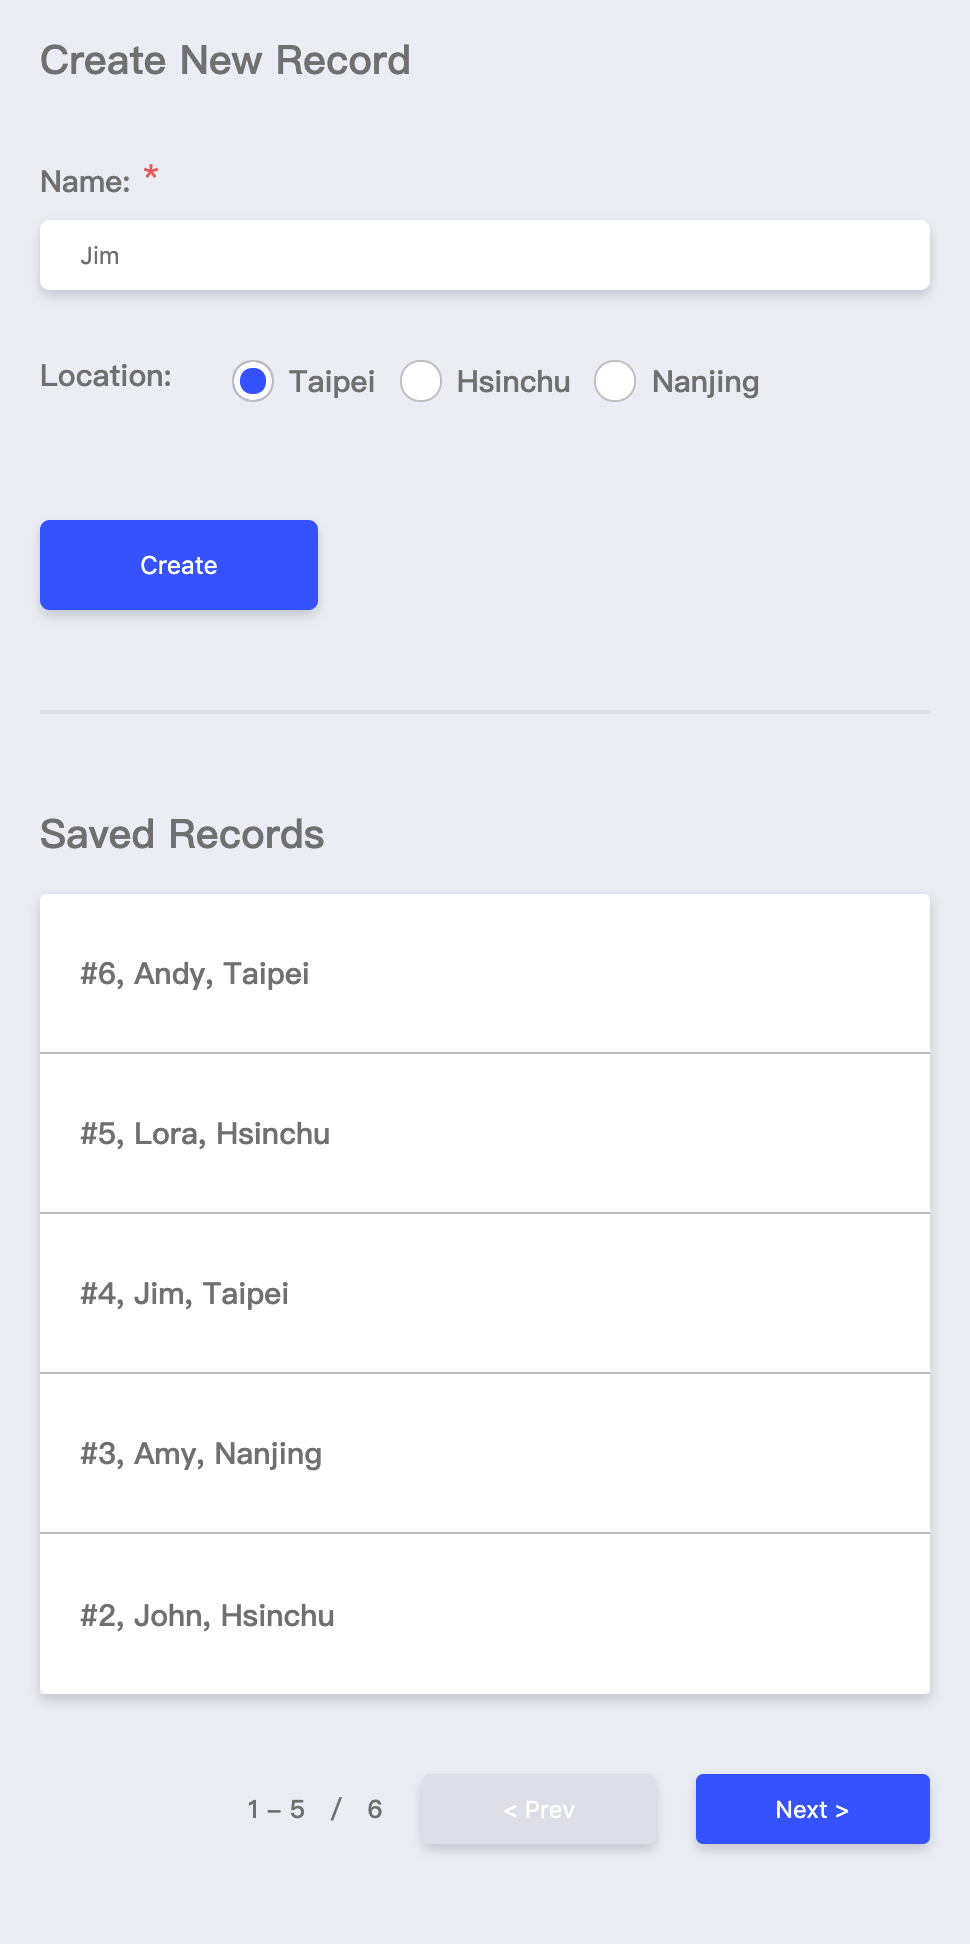 Create New Record
Name: *
Jim
Location: Taipei Hsinchu Nanjing
Create
Saved Records
#6, Andy, Taipei
#5, Lora, Hsinchu
#4, Jim, Taipei
#3, Amy, Nanjing
#2, John, Hsinchu
1 – 5 / 6 < Prev Next >